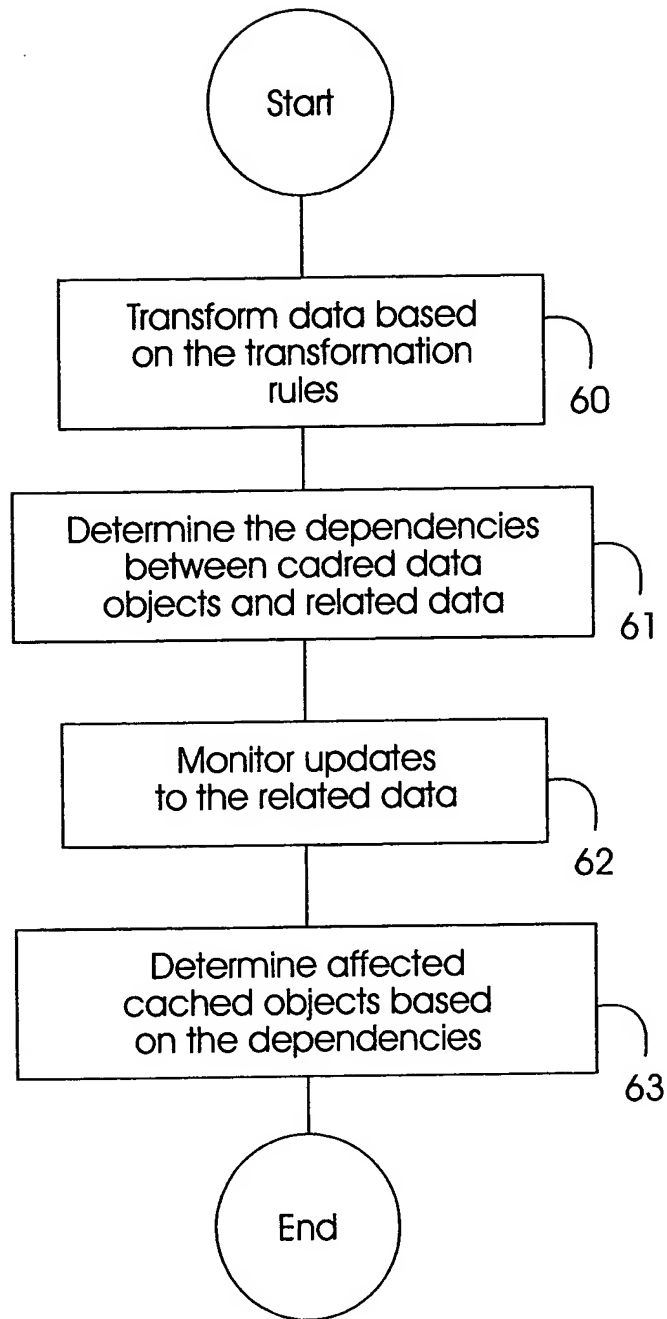 Start
Transform data based
on the transformation
rules
60
Determine the dependencies
between cadred data
objects and related data
61
Monitor updates
to the related data
62
Determine affected
cached objects based
on the dependencies
63
End